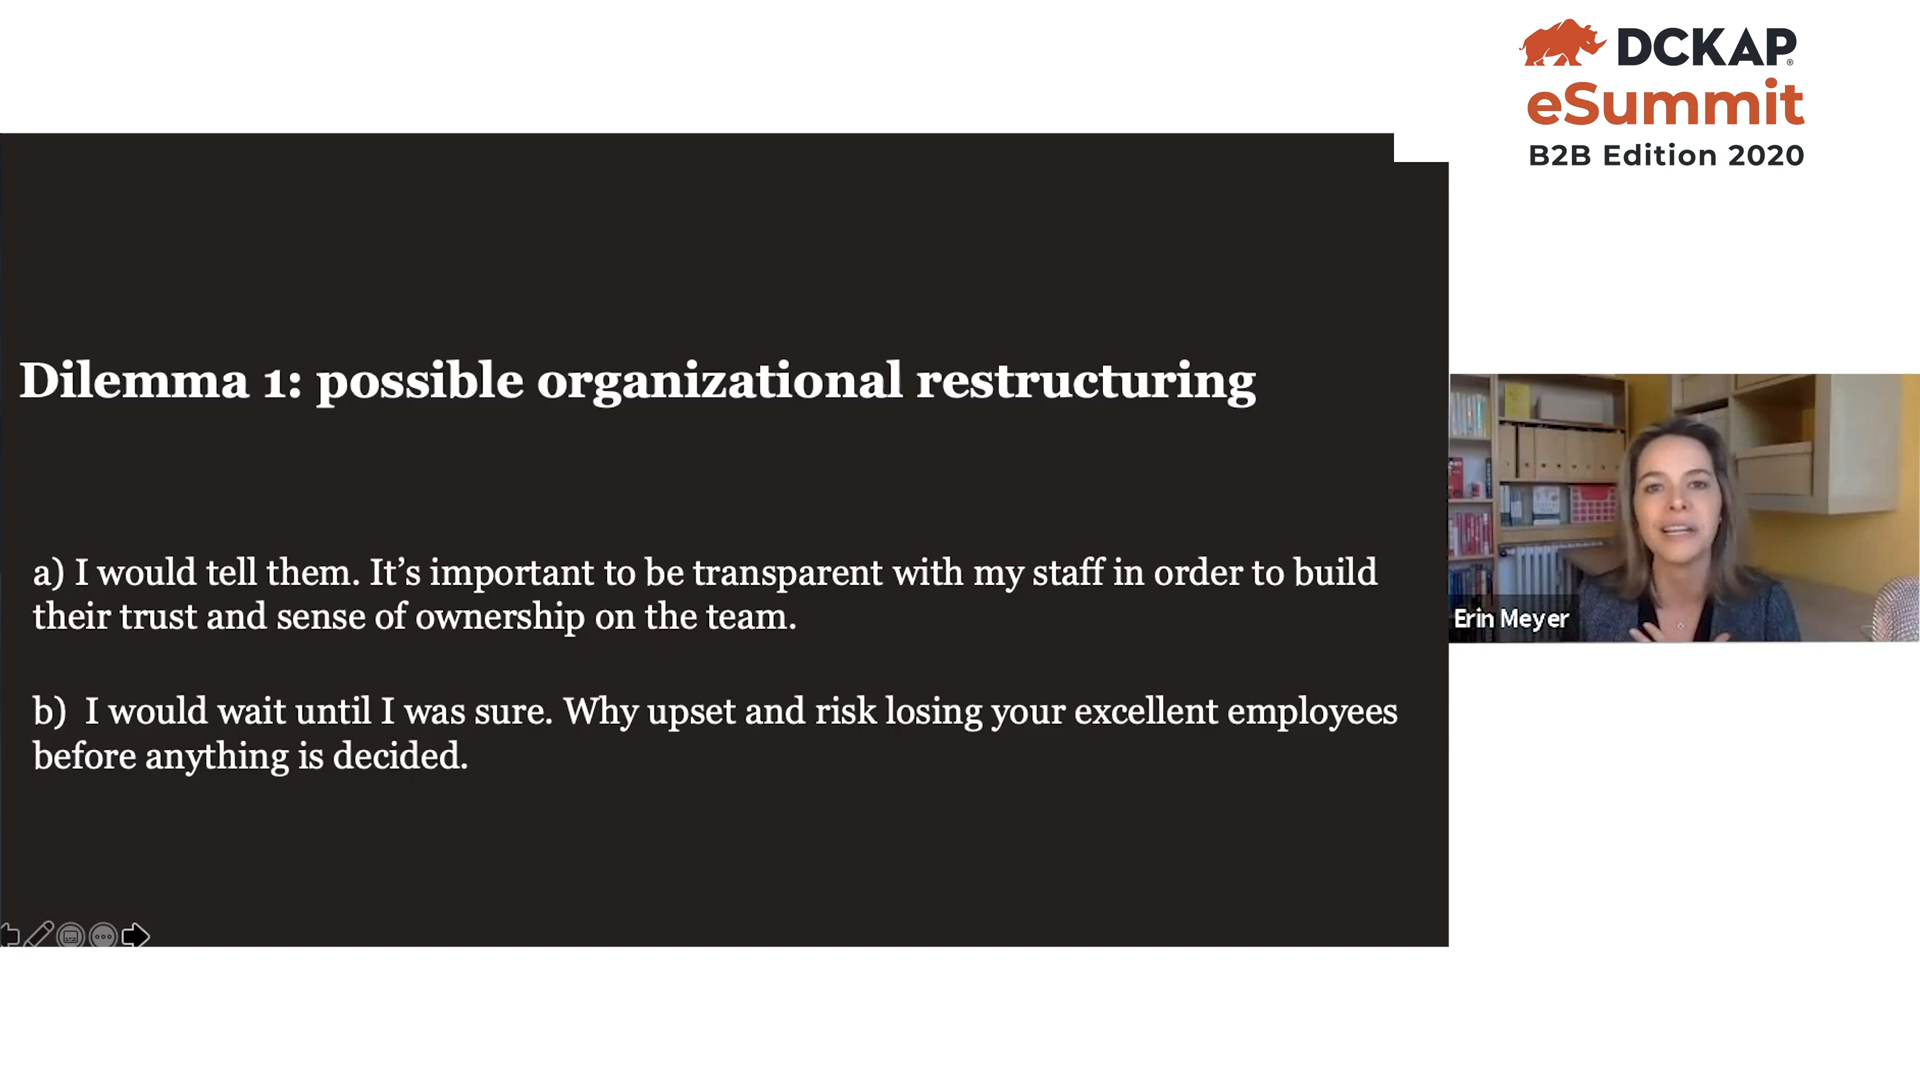 DCKAP®
eSummit
B2B Edition 2020
Dilemma 1: possible organizational restructuring
a) I would tell them. It’s important to be transparent with my staff in order to build
their trust and sense of ownership on the team.
b)  I would wait until I was sure. Why upset and risk losing your excellent employees
before anything is decided.
Erin Meyer